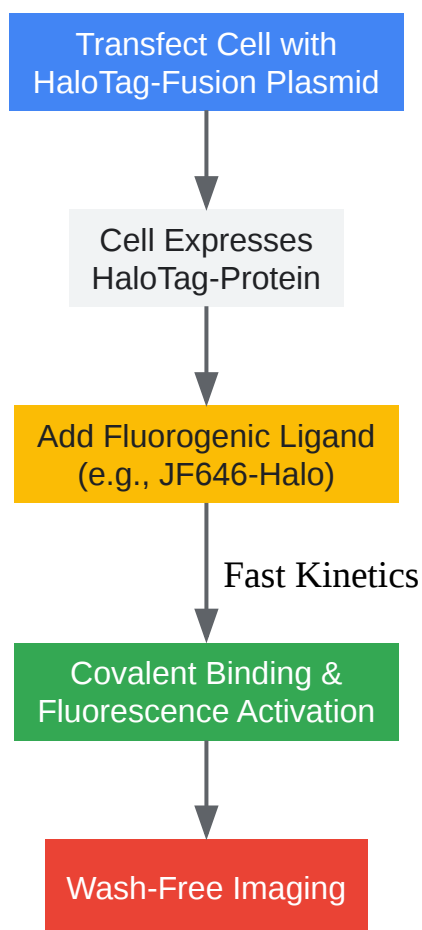 Transfect Cell with
HaloTag-Fusion Plasmid
Cell Expresses
HaloTag-Protein
Add Fluorogenic Ligand
(e.g., JF646-Halo)
Fast Kinetics
Covalent Binding &
Fluorescence Activation
Wash-Free Imaging